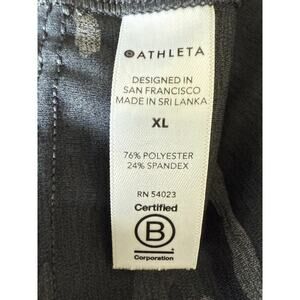 ATHLETA
DESIGNED IN
SAN FRANCISCO
MADE IN SRI LANKA
XL
76% POLYESTER
24% SPANDEX
RN 54023
Certified
B
Corporation